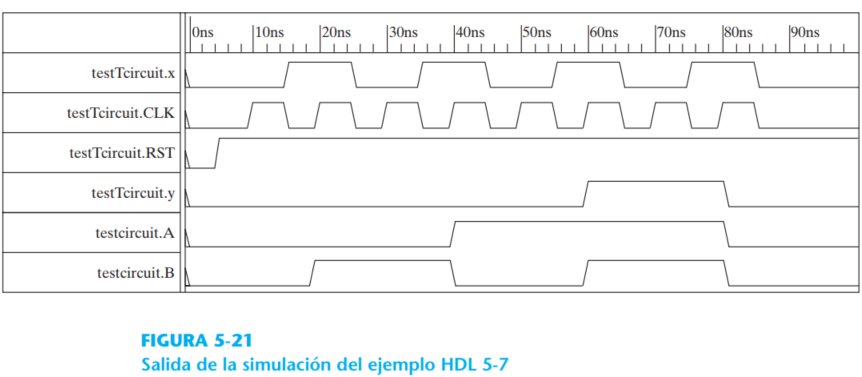 0ns 10ns 20ns 30ns 40ns 50ns 60ns 70ns 80ns 90ns
testTcircuit.x
testTcircuit.CLK
testTcircuit.RST
testTcircuit.y
testcircuit.A
testcircuit.B
FIGURA 5-21
Salida de la simulación del ejemplo HDL 5-7